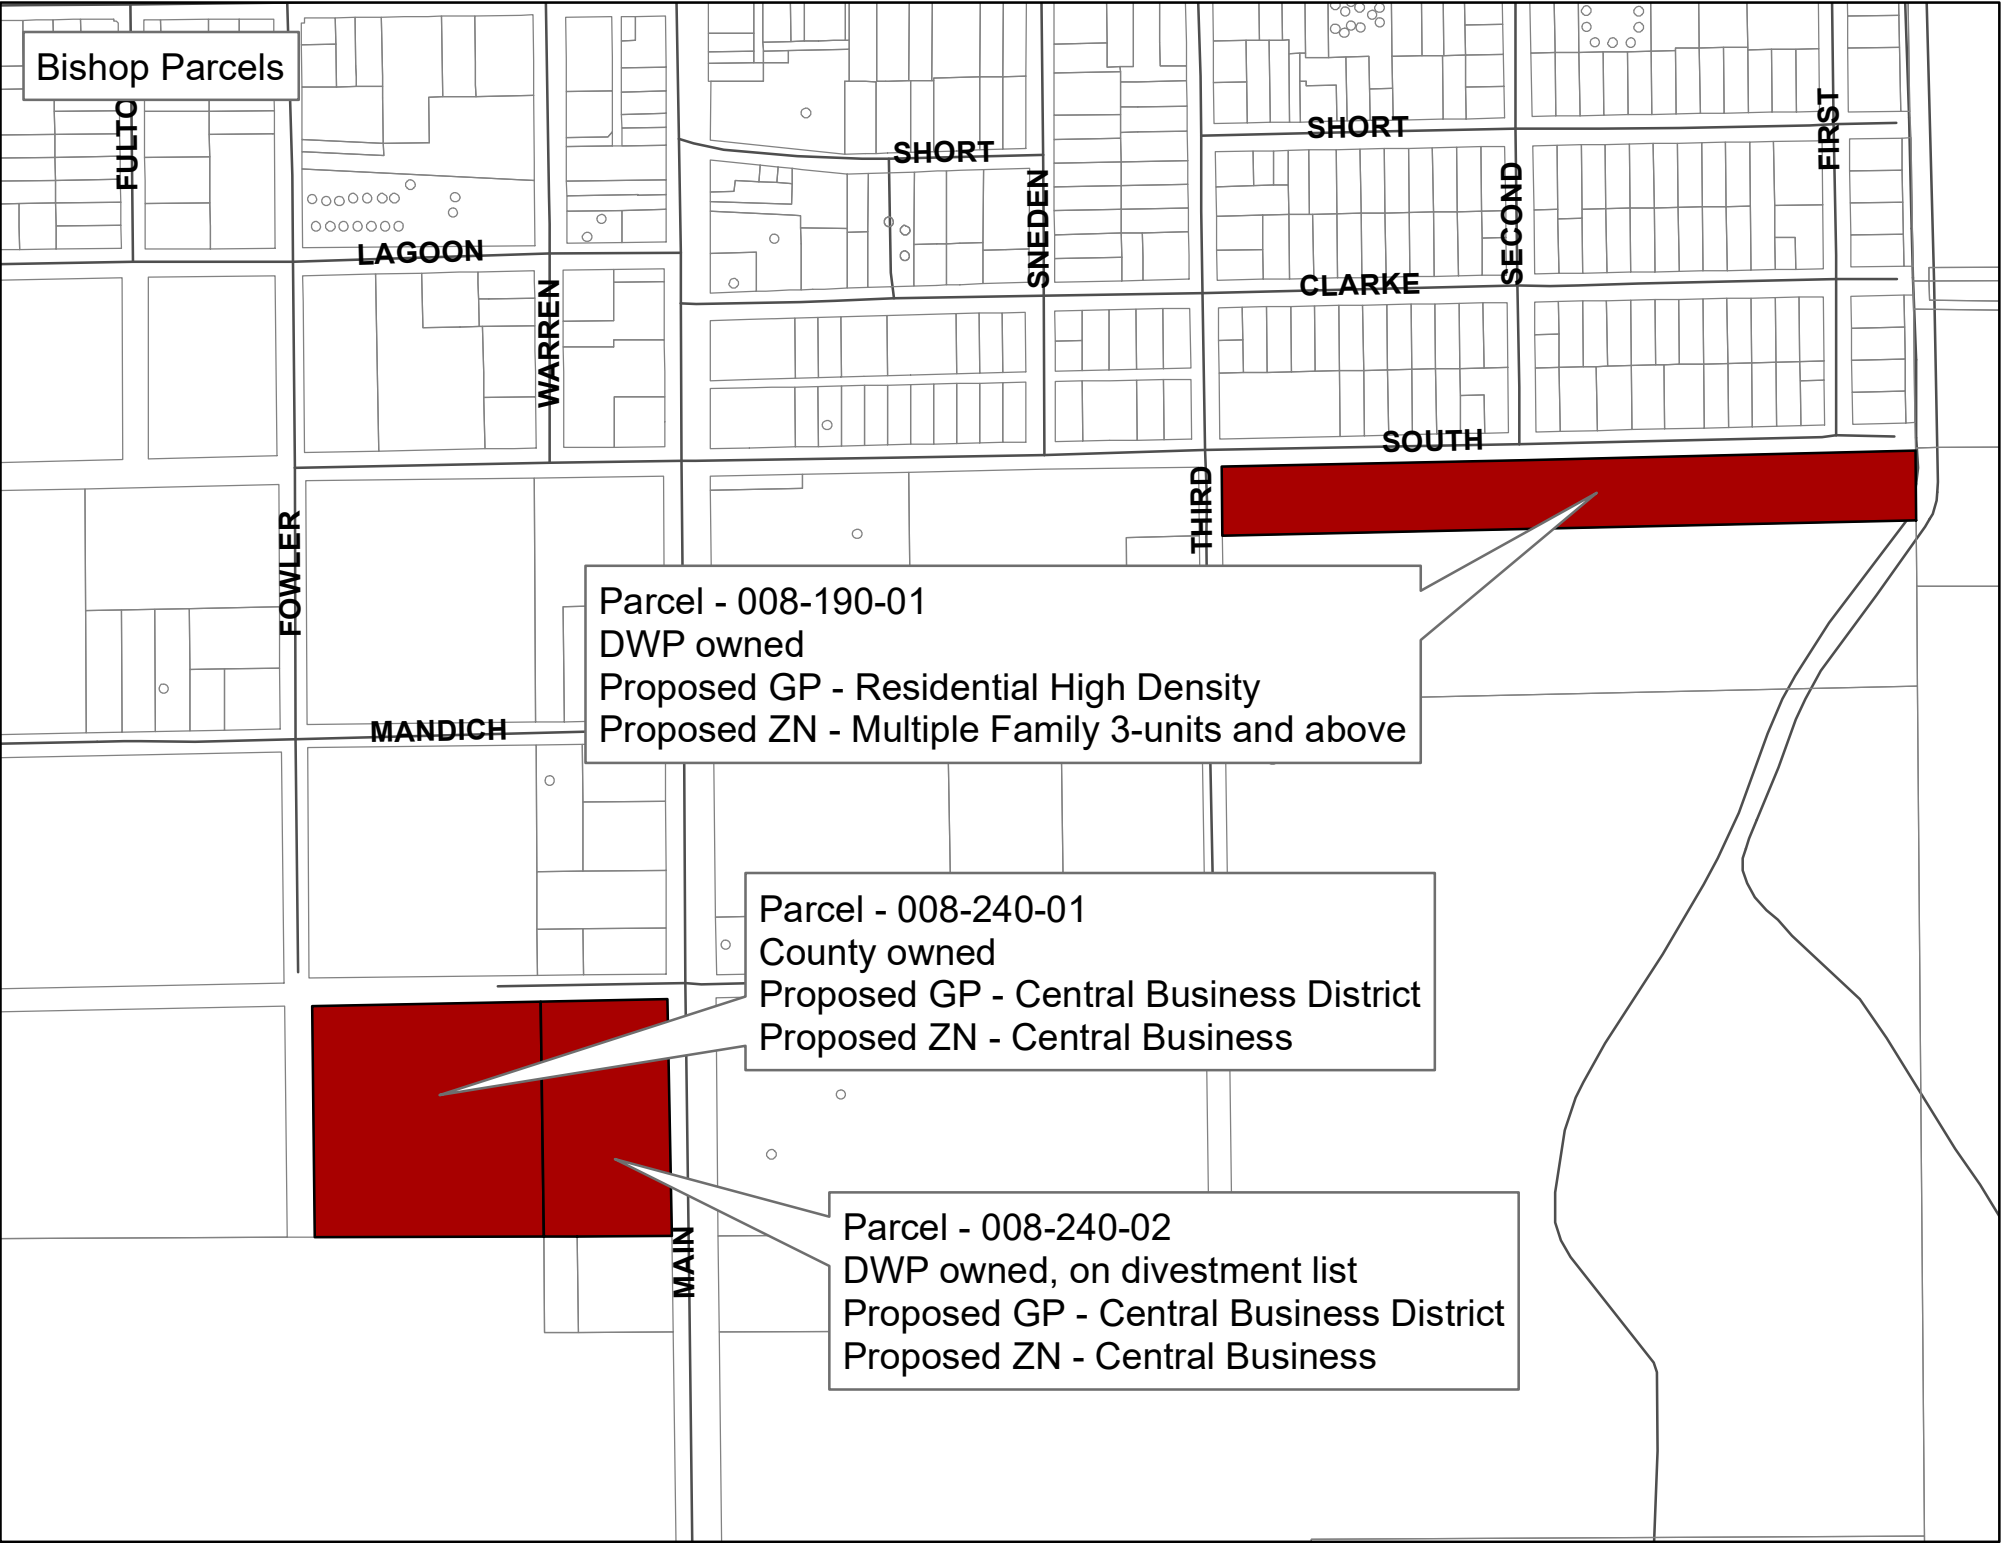 Bishop Parcels
FULTO
SHORT
SHORT
FIRST
SNEDEN
SECOND
LAGOON
CLARKE
WARREN
SOUTH
THIRD
FOWLER
Parcel - 008-190-01
DWP owned
Proposed GP - Residential High Density
Proposed ZN - Multiple Family 3-units and above
MANDICH
Parcel - 008-240-01
County owned
Proposed GP - Central Business District
Proposed ZN - Central Business
Parcel - 008-240-02
DWP owned, on divestment list
Proposed GP - Central Business District
Proposed ZN - Central Business
MAIN